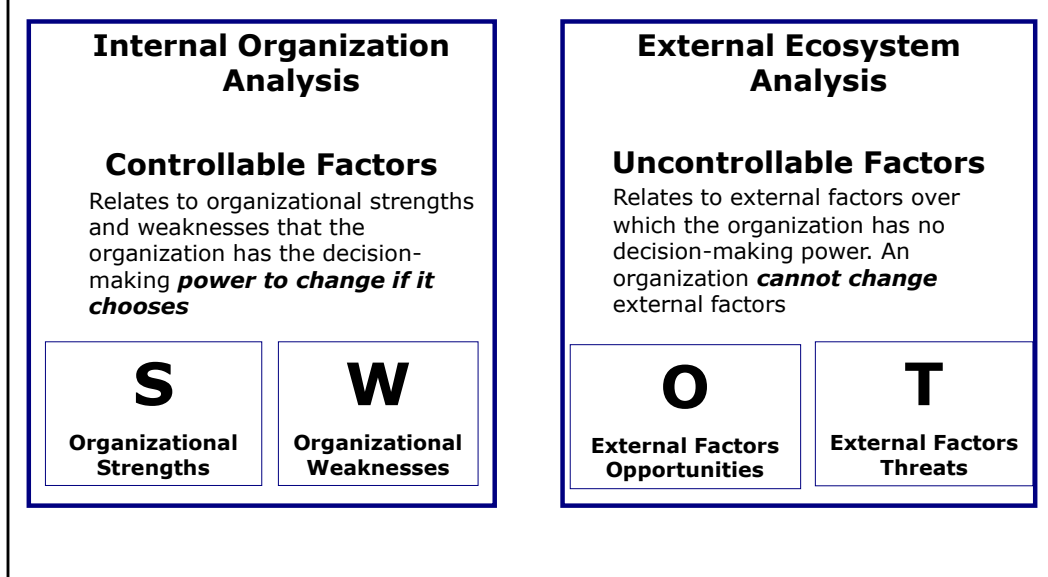 Internal Organization
Analysis
Controllable Factors
Relates to organizational strengths
and weaknesses that the
organization has the decision-
making power to change if it
chooses
S
Organizational
Strengths
W
Organizational
Weaknesses
External Ecosystem
Analysis
Uncontrollable Factors
Relates to external factors over
which the organization has no
decision-making power. An
organization cannot change
external factors
O
External Factors
Opportunities
T
External Factors
Threats